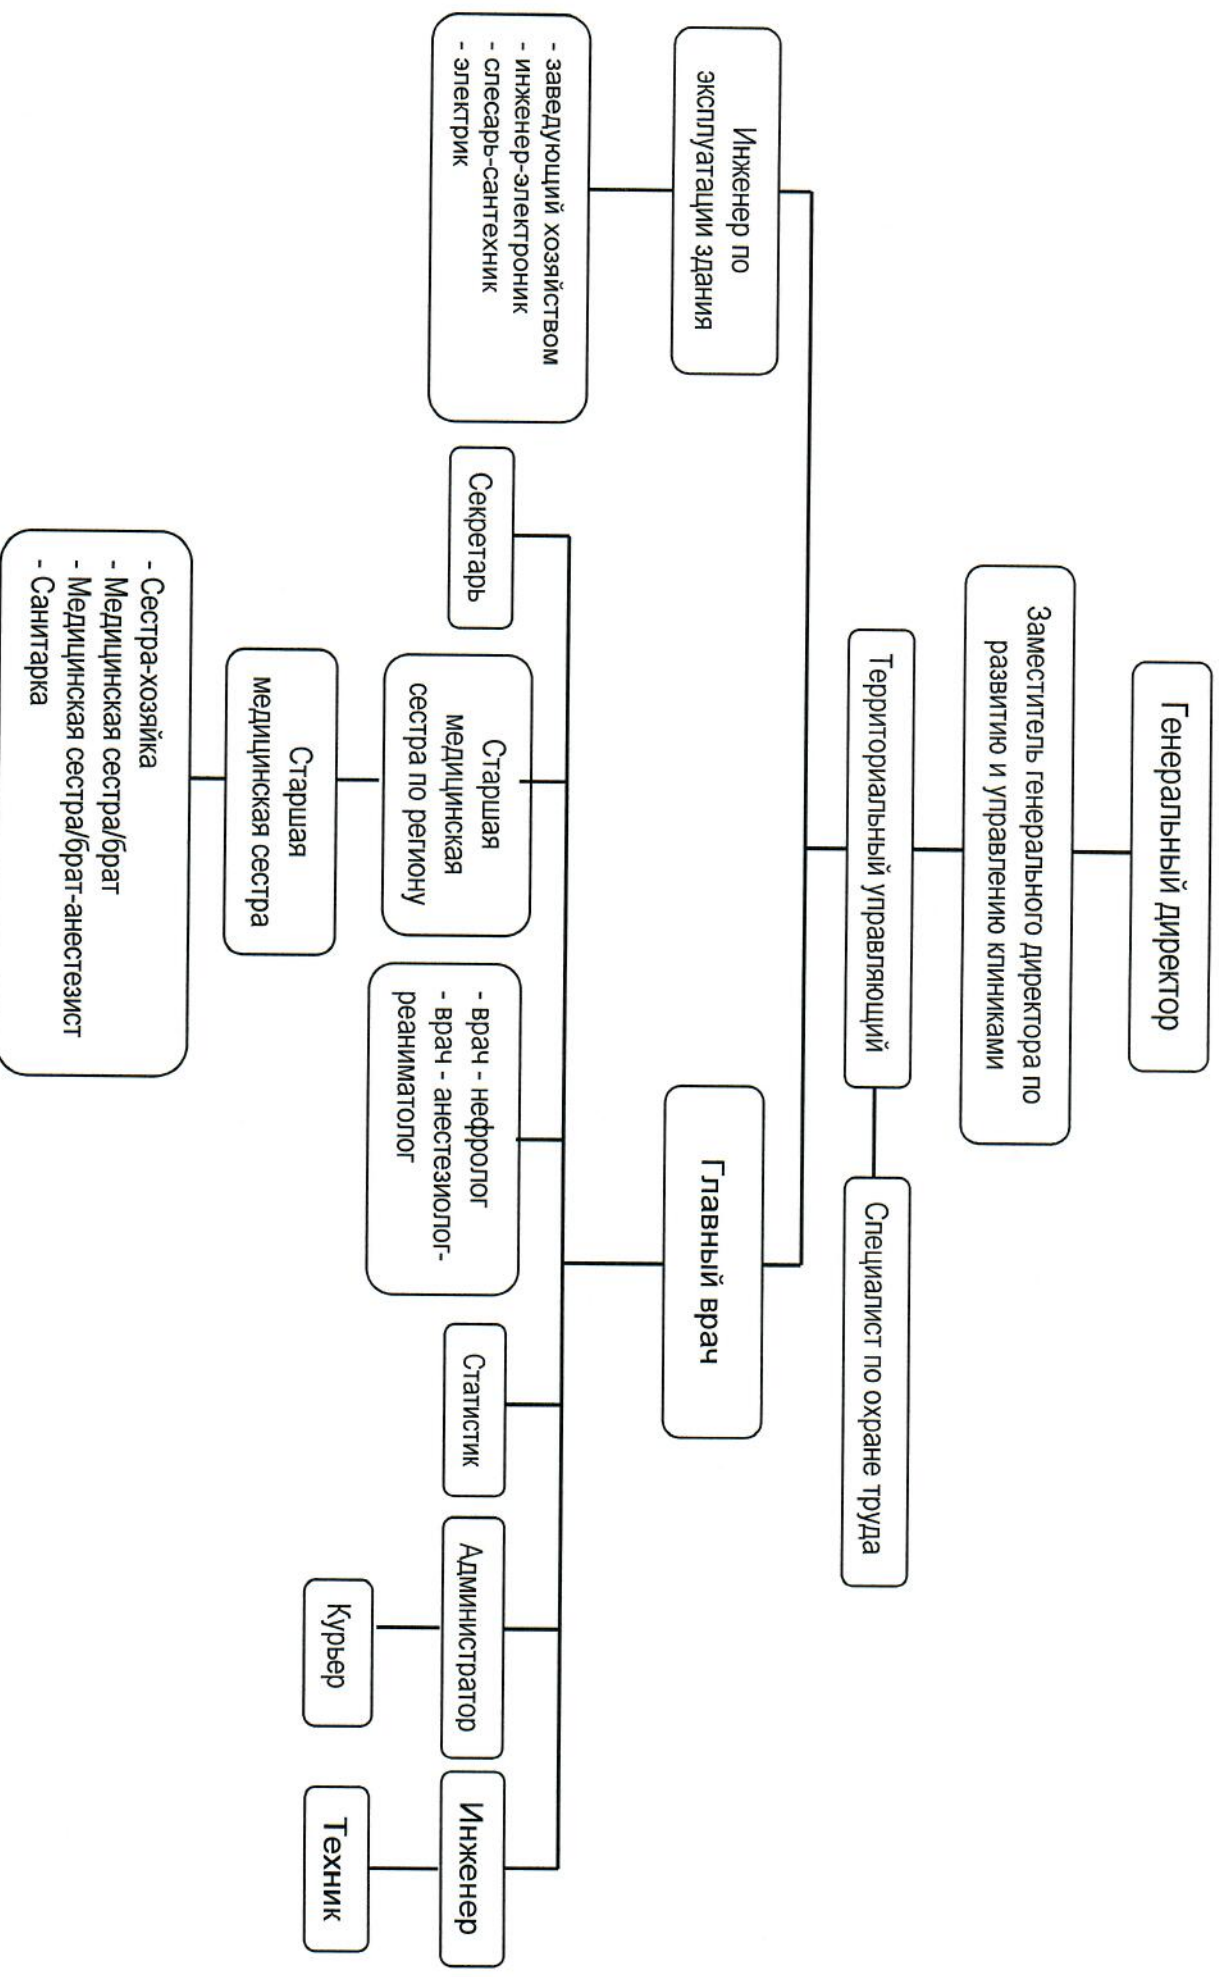 Генеральный директор
Заместитель генерального директора по
развитию и управлению клиниками
Территориальный управляющий
Специалист по охране труда
Инженер по
эксплуатации здания
Главный врач
- заведующий хозяйством
- инженер-электроник
- слесарь-сантехник
- электрик
Секретарь
Старшая
медицинская
сестра по региону
- врач - нефролог
- врач - анестезиолог-
реаниматолог
Статистик
Администратор
Инженер
Старшая
медицинская сестра
Курьер
Техник
- Сестра-хозяйка
- Медицинская сестра/брат
- Медицинская сестра/брат-анестезист
- Санитарка